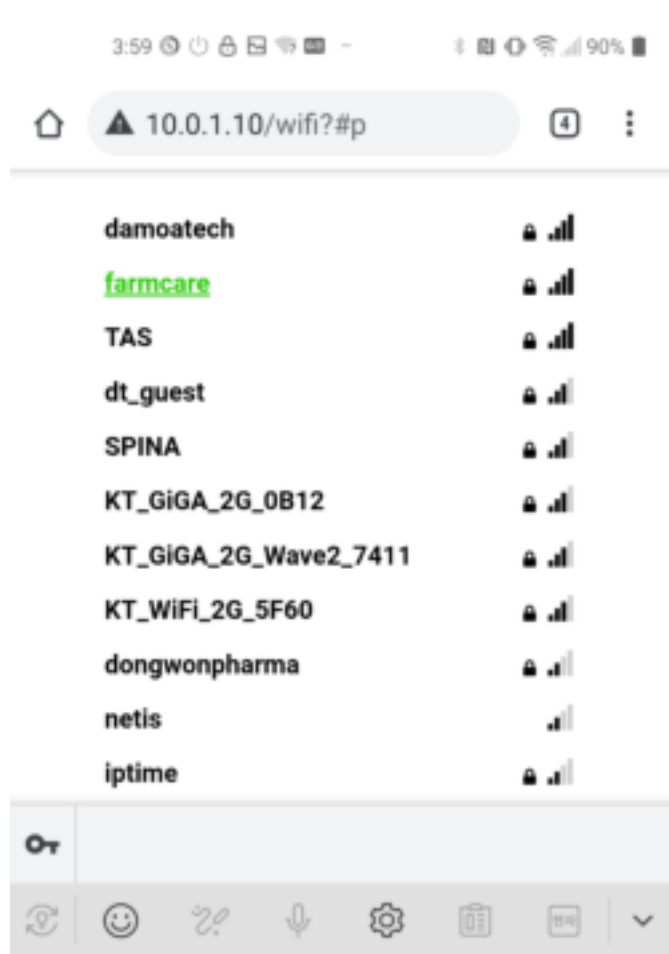 3:59 90%
10.0.1.10/wifi?#p 4
damoatech
farmcare
TAS
dt_guest
SPINA
KT_GiGA_2G_0B12
KT_GiGA_2G_Wave2_7411
KT_WiFi_2G_5F60
dongwonpharma
netis
iptime